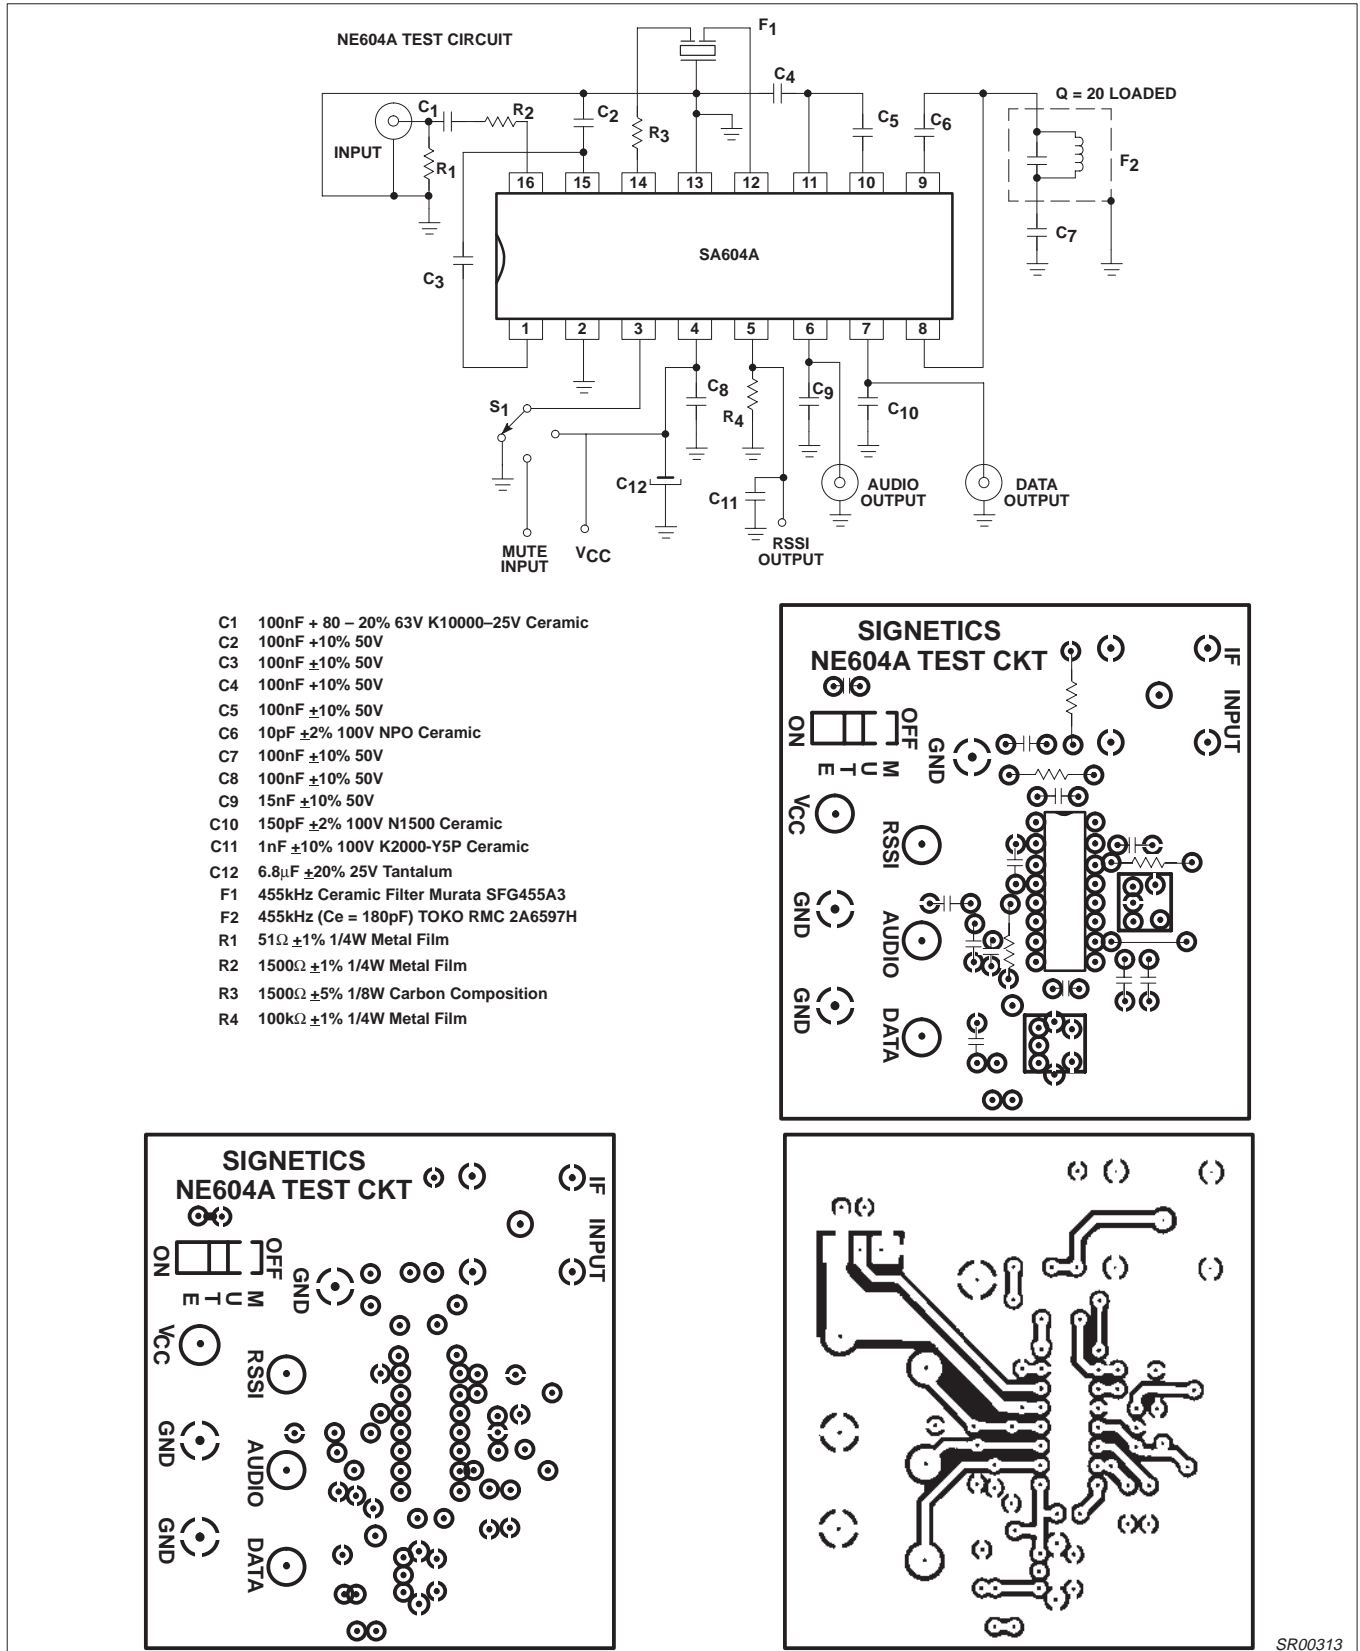 NE604A TEST CIRCUIT
F1
C4
Q = 20 LOADED
C1
R2
C2
R3
C5
C6
INPUT
R1
F2
16 15 14 13 12 11 10 9
C7
SA604A
C3
1 2 3 4 5 6 7 8
S1
C8
R4
C9
C10
C12
C11
AUDIO
OUTPUT
DATA
OUTPUT
MUTE
INPUT
VCC
RSSI
OUTPUT
C1 100nF + 80 – 20% 63V K10000–25V Ceramic
C2 100nF +10% 50V
C3 100nF ±10% 50V
C4 100nF +10% 50V
C5 100nF ±10% 50V
C6 10pF ±2% 100V NPO Ceramic
C7 100nF ±10% 50V
C8 100nF ±10% 50V
C9 15nF ±10% 50V
C10 150pF ±2% 100V N1500 Ceramic
C11 1nF ±10% 100V K2000-Y5P Ceramic
C12 6.8μF ±20% 25V Tantalum
F1 455kHz Ceramic Filter Murata SFG455A3
F2 455kHz (Ce = 180pF) TOKO RMC 2A6597H
R1 51Ω ±1% 1/4W Metal Film
R2 1500Ω ±1% 1/4W Metal Film
R3 1500Ω ±5% 1/8W Carbon Composition
R4 100kΩ ±1% 1/4W Metal Film
SIGNETICS
NE604A TEST CKT
IF INPUT
ON
OFF
MUTE
GND
VCC
RSSI
GND
AUDIO
GND
DATA
SIGNETICS
NE604A TEST CKT
IF INPUT
ON
OFF
MUTE
GND
VCC
RSSI
GND
AUDIO
GND
DATA
SR00313